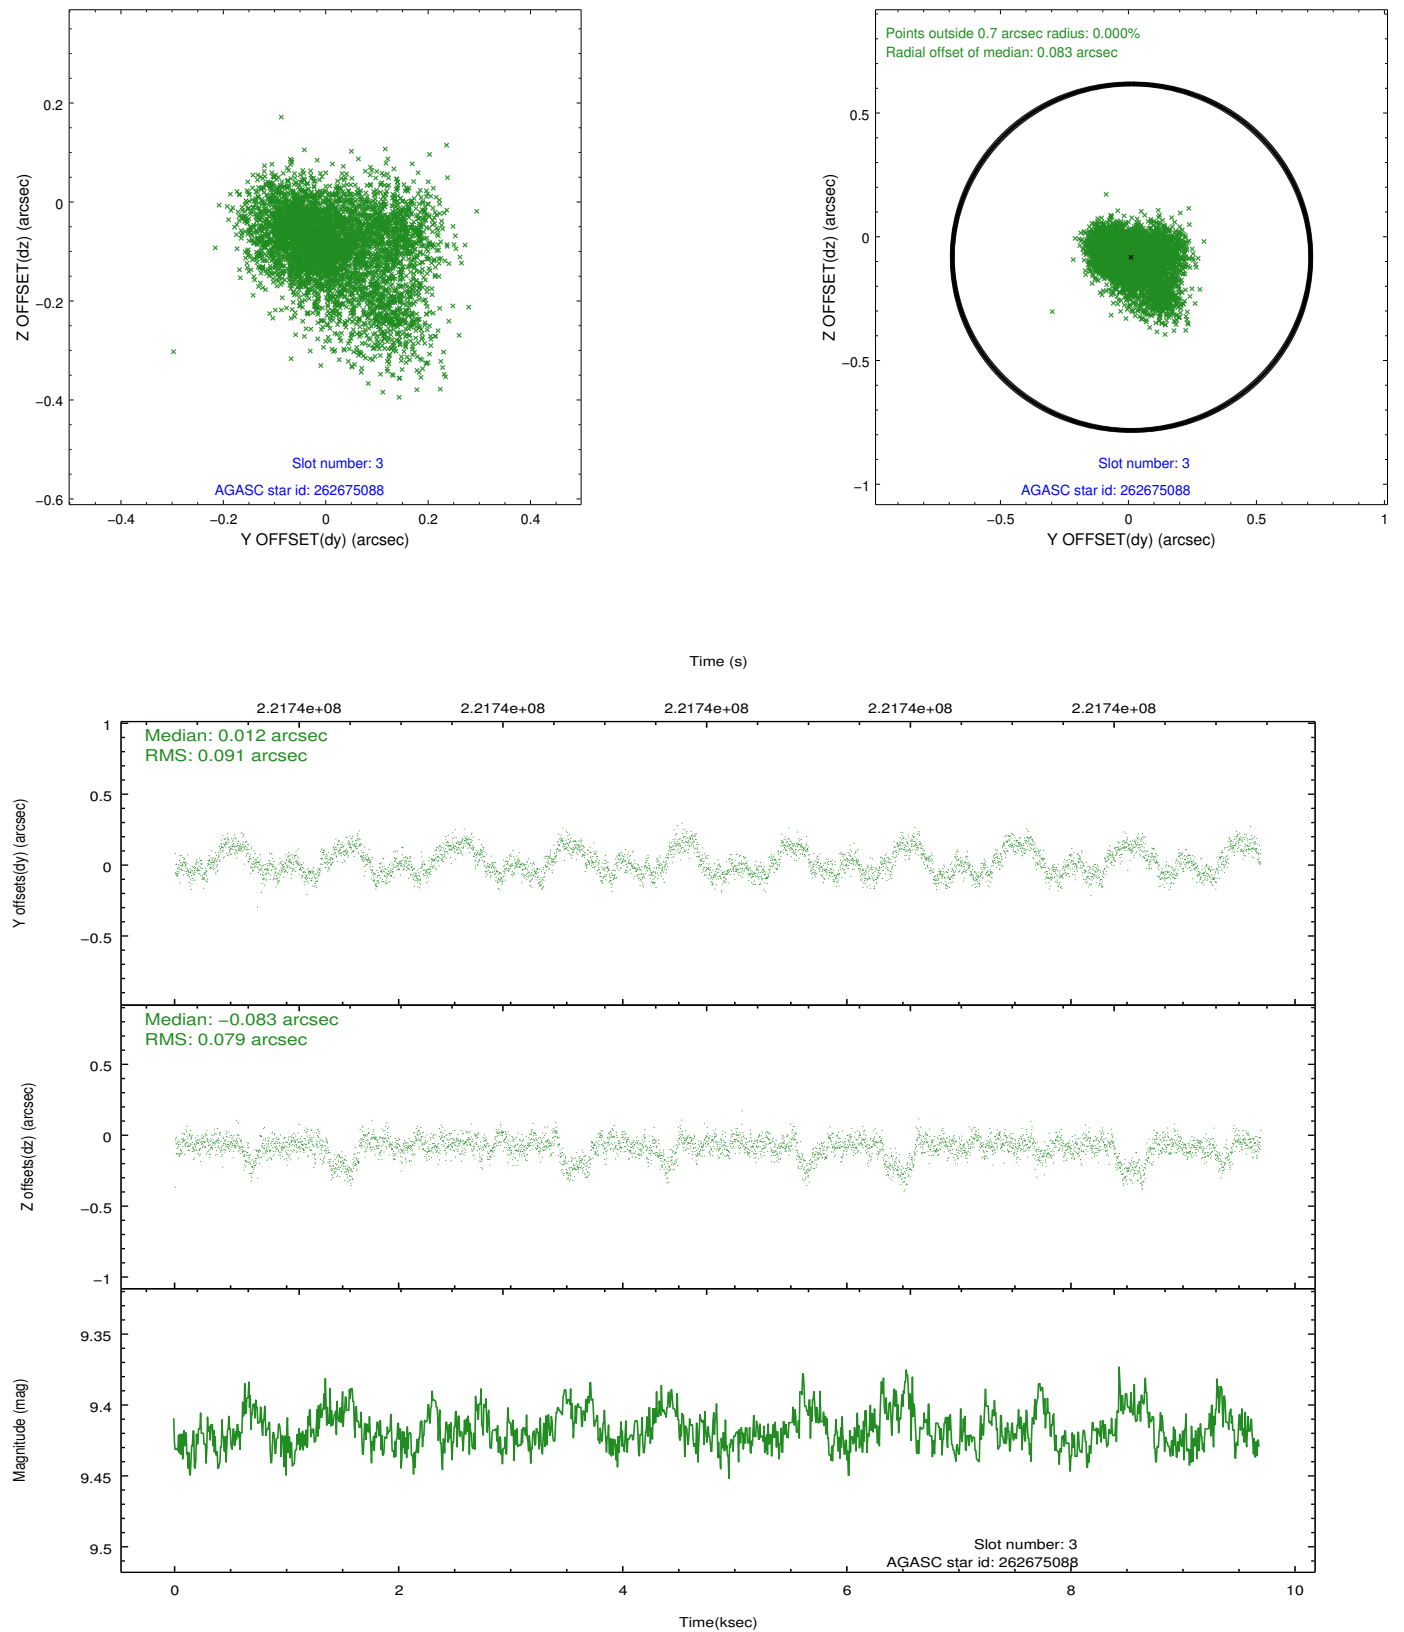 0.2
0
−0.2
−0.4
−0.6
Z OFFSET(dz) (arcsec)
Slot number: 3
AGASC star id: 262675088
−0.4 −0.2 0 0.2 0.4
Y OFFSET(dy) (arcsec)
Points outside 0.7 arcsec radius: 0.000%
Radial offset of median: 0.083 arcsec
0.5
0
−0.5
−1
Z OFFSET(dz) (arcsec)
Slot number: 3
AGASC star id: 262675088
−0.5 0 0.5 1
Y OFFSET(dy) (arcsec)
Time (s)
2.2174e+08 2.2174e+08 2.2174e+08 2.2174e+08 2.2174e+08
Median: 0.012 arcsec
RMS: 0.091 arcsec
1
0.5
0
−0.5
Y offsets(dy) (arcsec)
Median: −0.083 arcsec
RMS: 0.079 arcsec
0.5
0
−0.5
−1
Z offsets(dz) (arcsec)
9.35
9.4
9.45
9.5
Magnitude (mag)
Slot number: 3
AGASC star id: 262675088
0 2 4 6 8 10
Time(ksec)